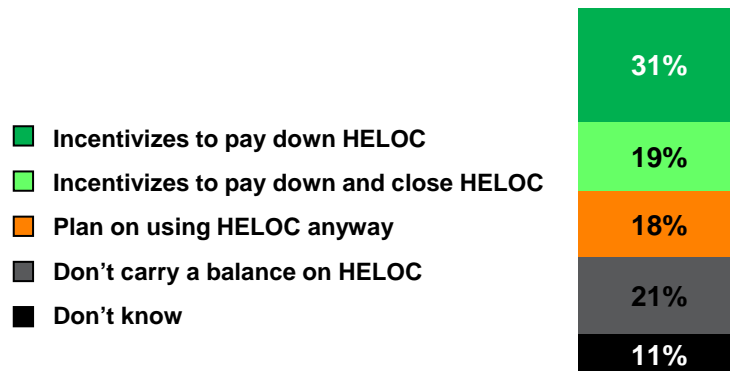 31%
Incentivizes to pay down HELOC
19%
Incentivizes to pay down and close HELOC
Plan on using HELOC anyway
18%
Don’t carry a balance on HELOC
21%
Don’t know
11%